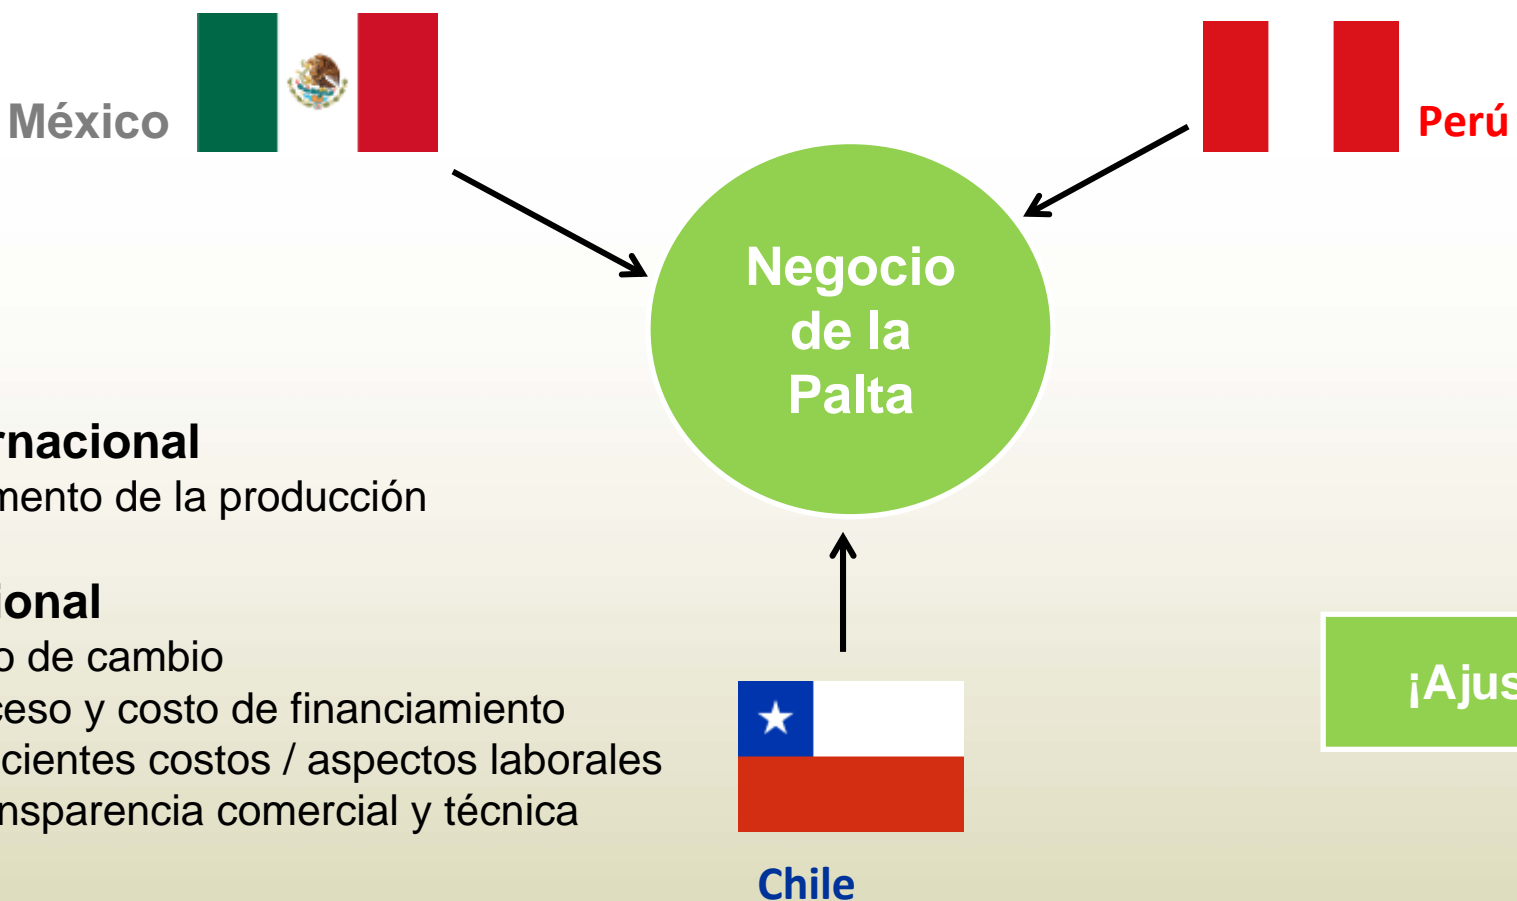 México
Perú
Negocio
de la
Palta
rnacional
mento de la producción
ional
o de cambio
ceso y costo de financiamiento
cientes costos / aspectos laborales
nsparencia comercial y técnica
¡Ajus
Chile